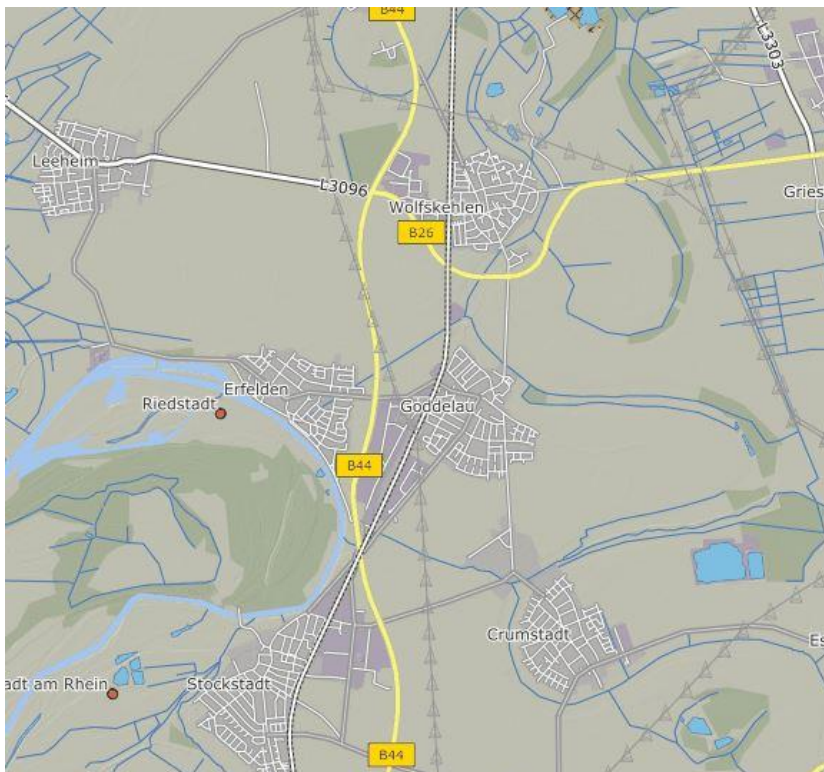 B44
L3303
Leeheim
L3096
Gries
Wolfskehlen
B26
Erfelden
Riedstadt
Goddelau
B44
Crumstadt
Es
adt am Rhein
Stockstadt
B44